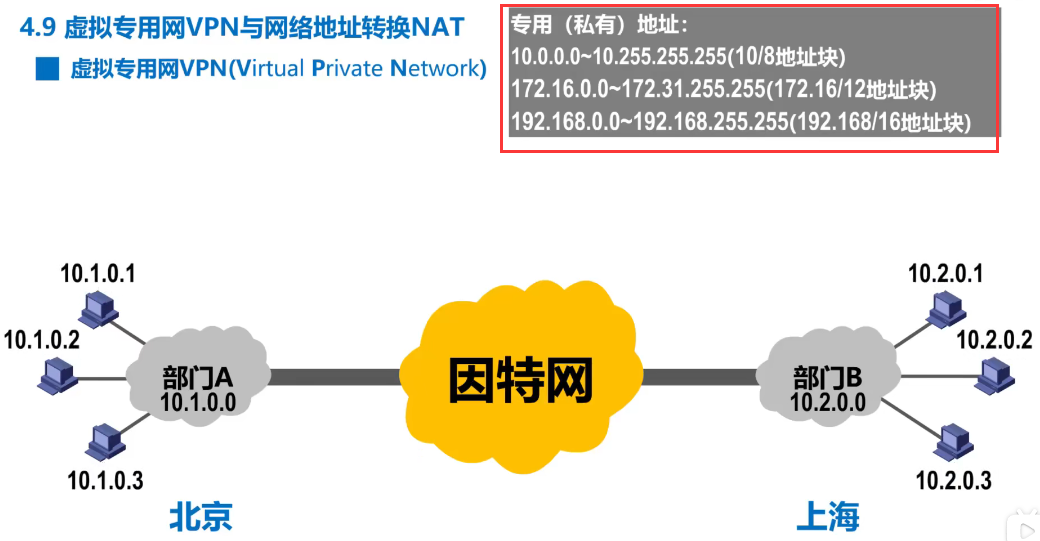 4.9 虚拟专用网VPN与网络地址转换NAT
虚拟专用网VPN(Virtual Private Network)
专用（私有）地址：
10.0.0.0~10.255.255.255(10/8地址块)
172.16.0.0~172.31.255.255(172.16/12地址块)
192.168.0.0~192.168.255.255(192.168/16地址块)
10.1.0.1
10.1.0.2
部门A
10.1.0.0
10.1.0.3
北京
因特网
10.2.0.1
10.2.0.2
部门B
10.2.0.0
10.2.0.3
上海